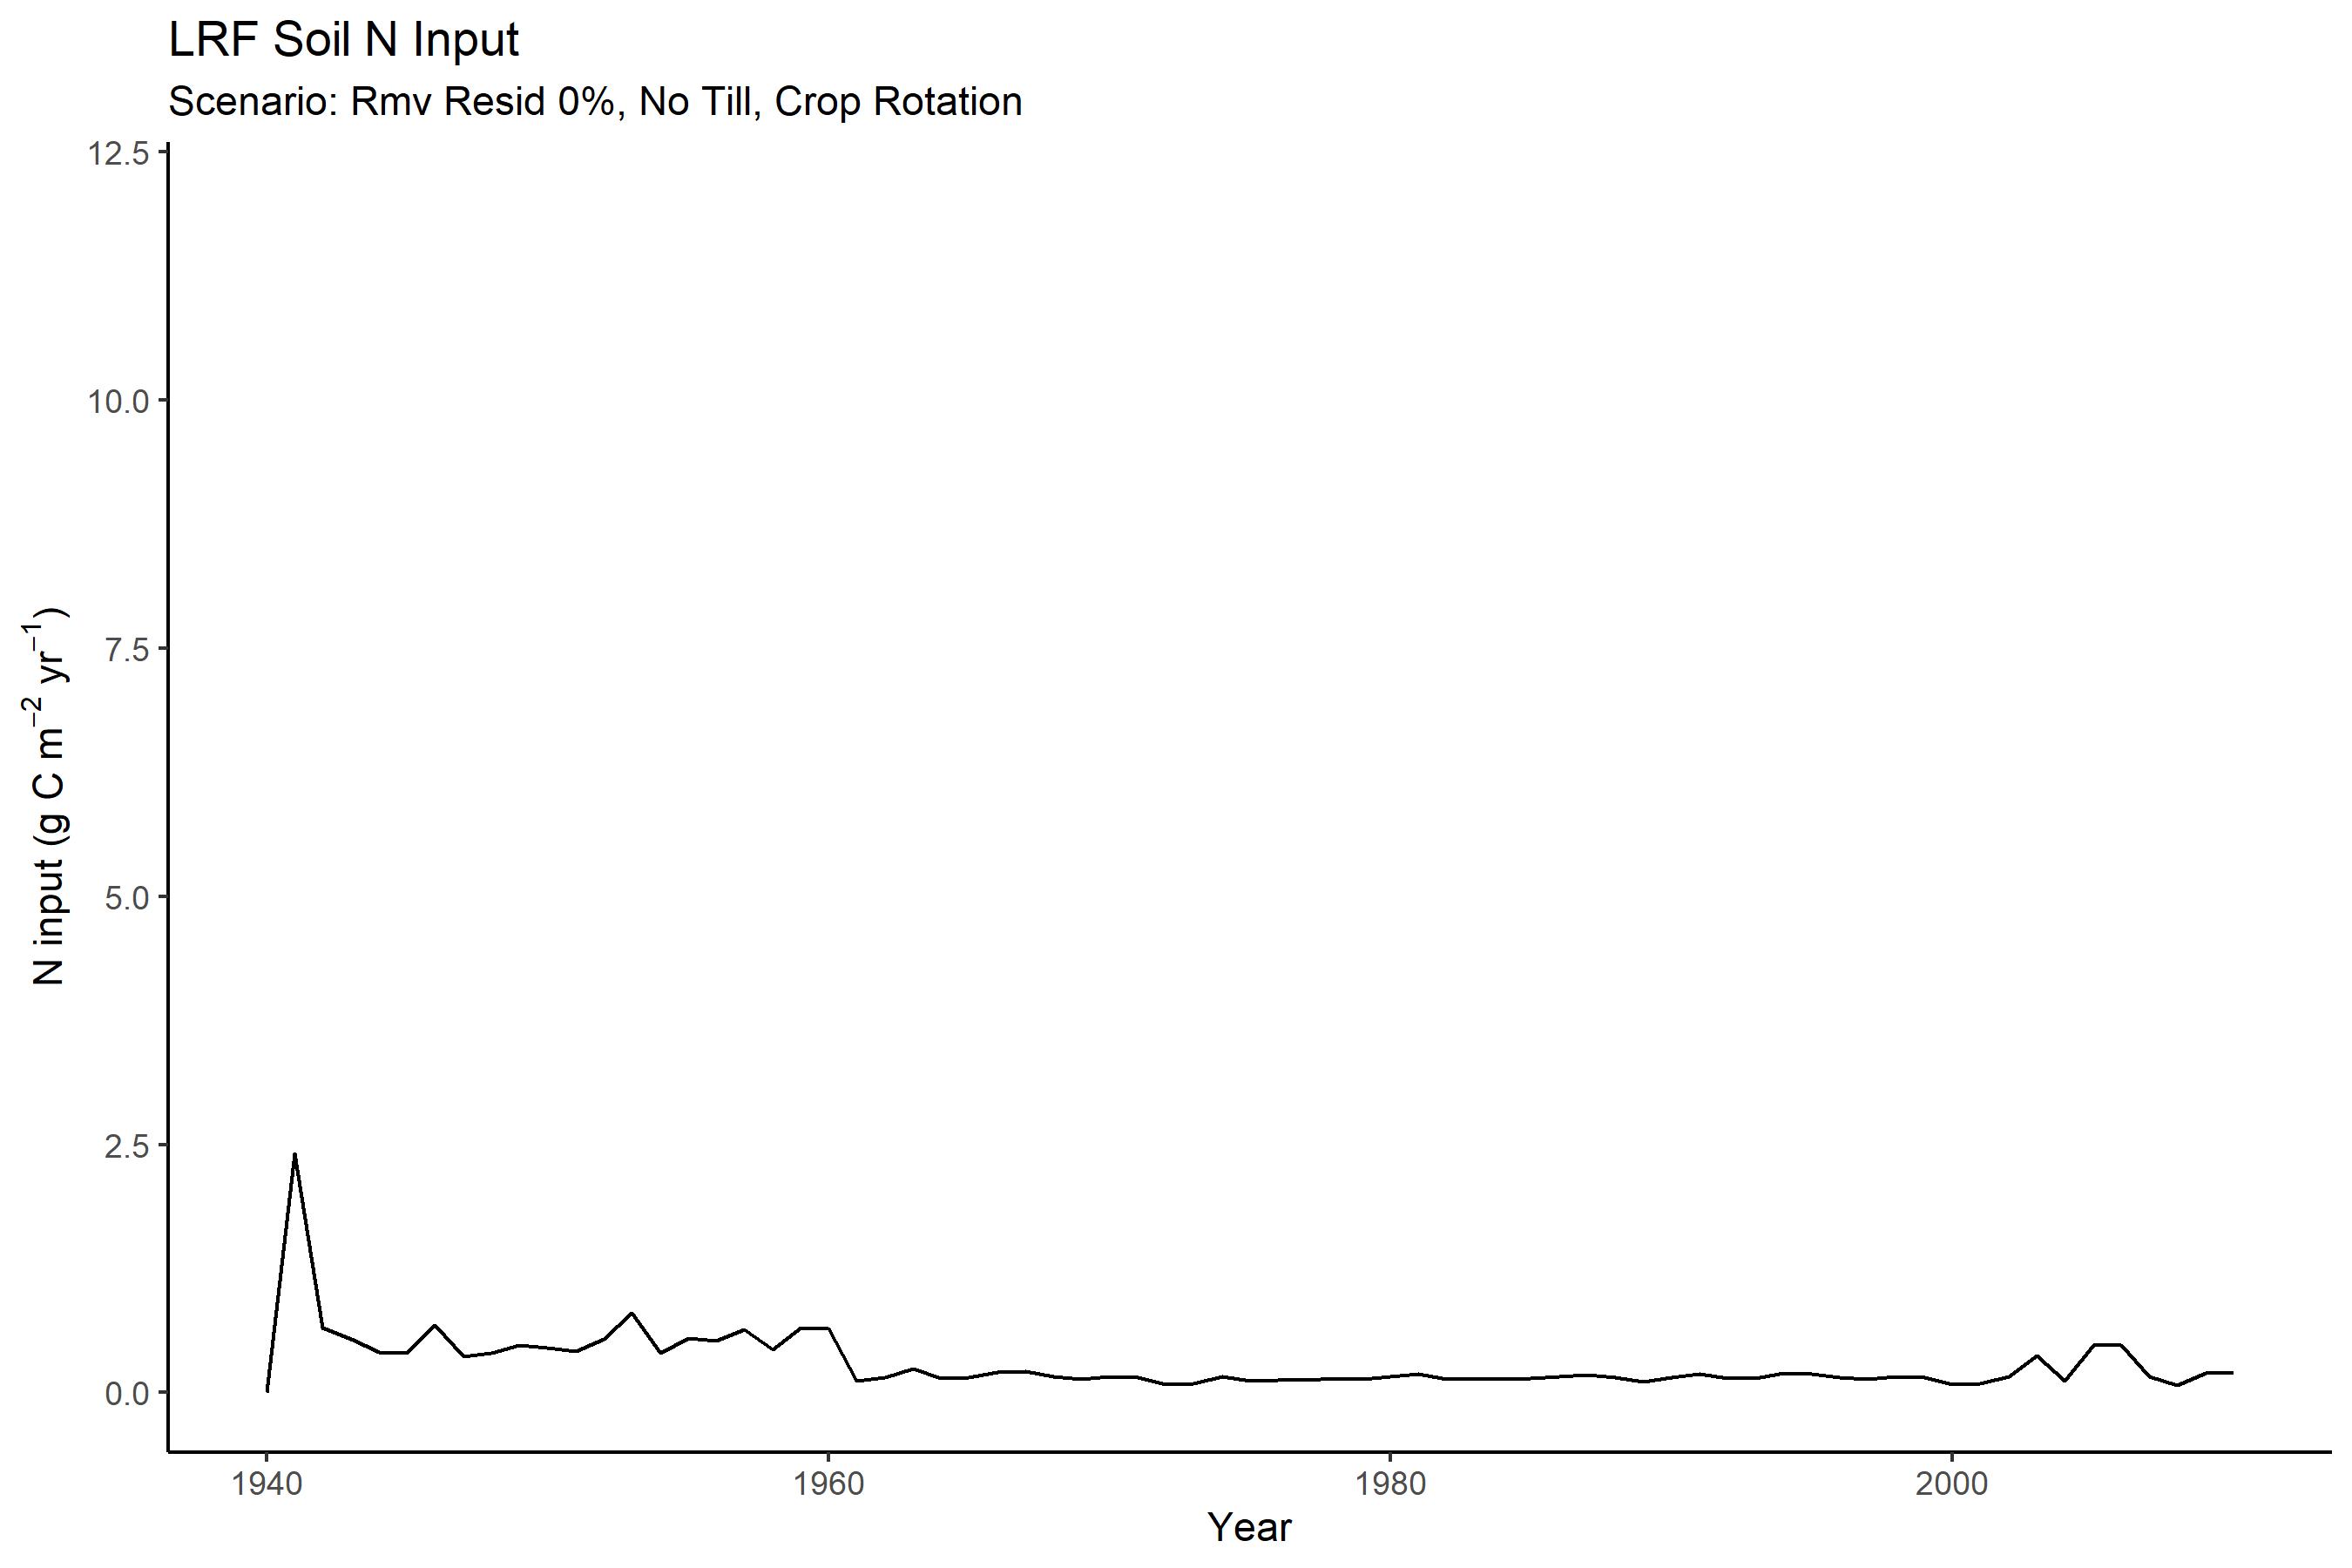 LRF Soil N Input
Scenario: Rmv Resid 0%, No Till, Crop Rotation
12.5
10.0
7.5
5.0
2.5
0.0
N input (g C m⁻² yr⁻¹)
1940 1960 1980 2000
Year